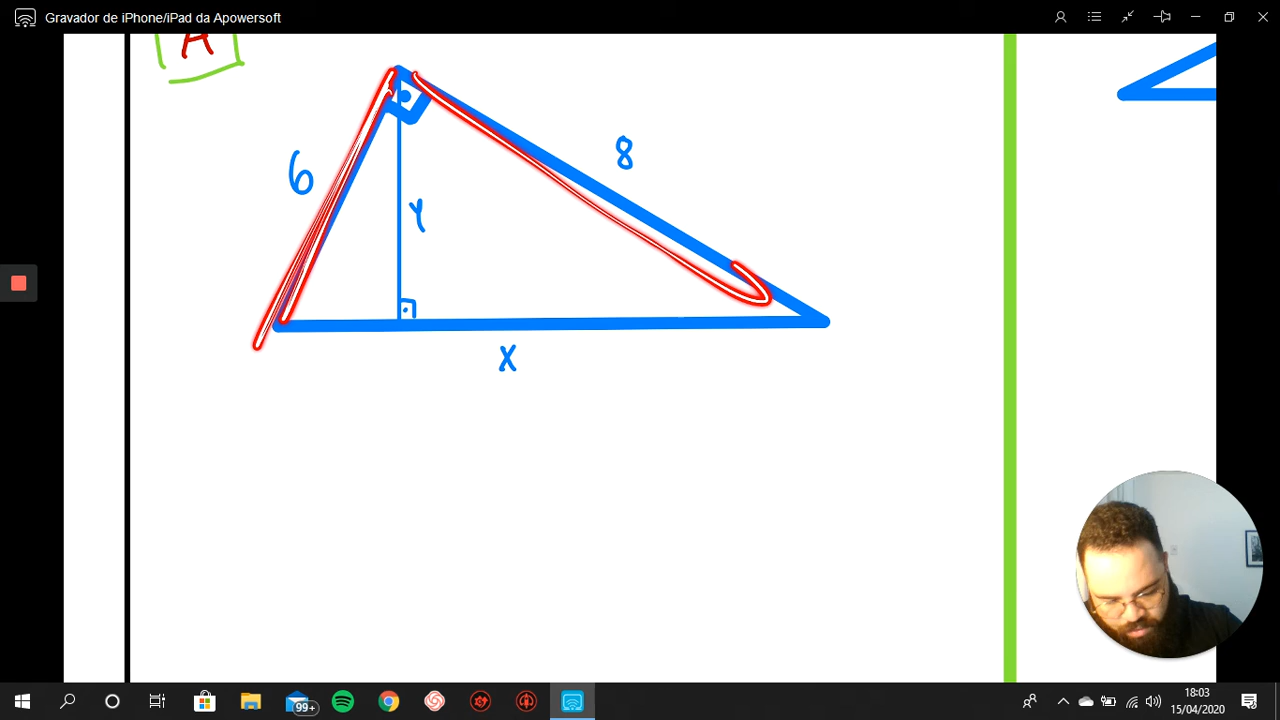 Gravador de iPhone/iPad da Apowersoft
A
6
8
Y
X
99+
18:03
15/04/2020